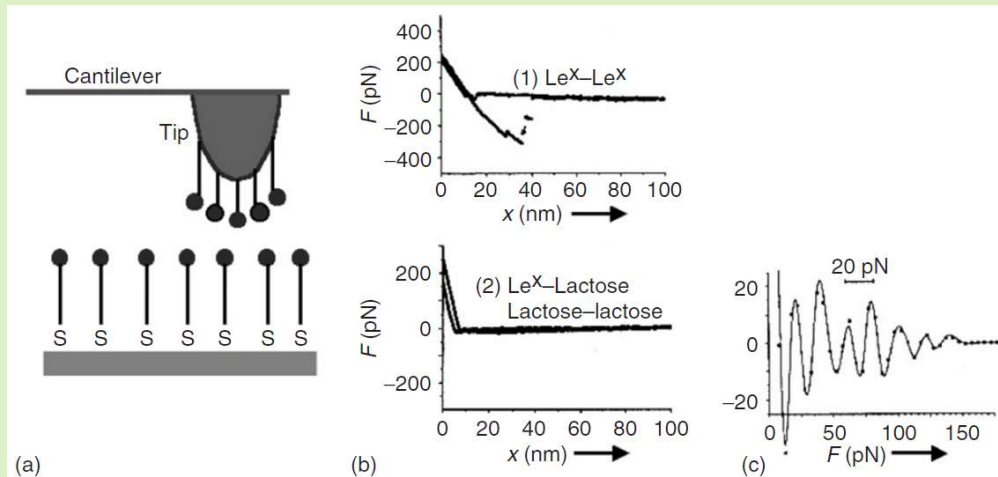 Cantilever
Tip
S S S S S S S
(a)
400
200
0
−200
−400
F (pN)
(1) Le^X–Le^X
0 20 40 60 80 100
x (nm)
200
0
−200
F (pN)
(2) Le^X–Lactose
Lactose–lactose
0 20 40 60 80 100
x (nm)
(b)
20 pN
20
0
−20
0 50 100 150
F (pN)
(c)